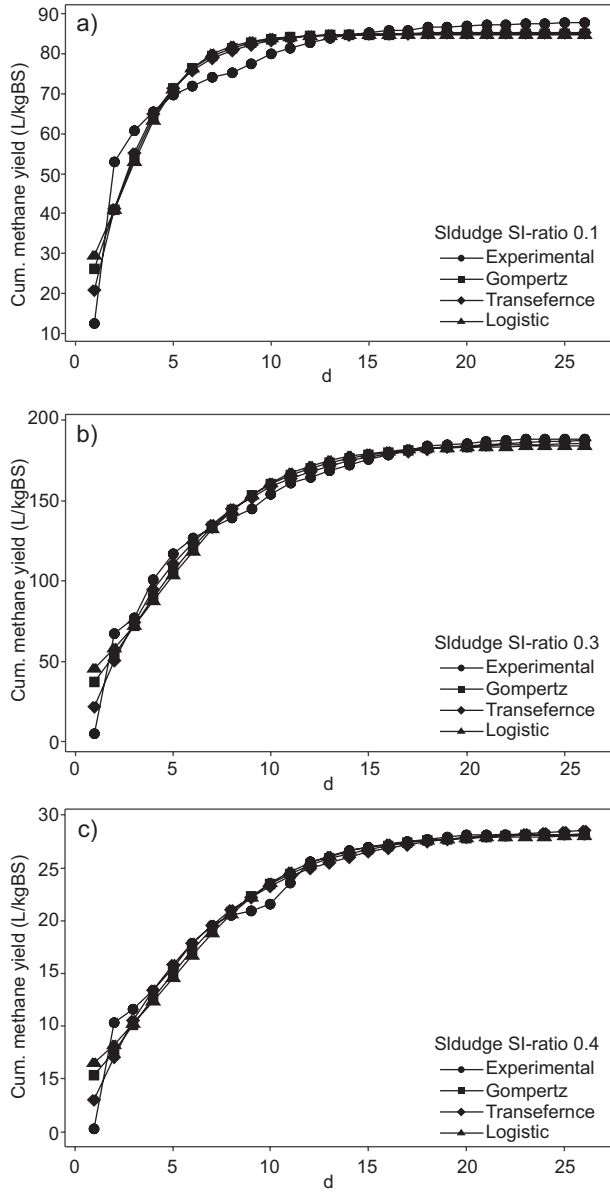 a)
Cum. methane yield (L/kgBS)
90
80
70
60
50
40
30
20
10
Sldudge SI-ratio 0.1
Experimental
Gompertz
Transefernce
Logistic
0 5 10 15 20 25
d
b)
Cum. methane yield (L/kgBS)
200
150
100
50
0
Sldudge SI-ratio 0.3
Experimental
Gompertz
Transefernce
Logistic
0 5 10 15 20 25
d
c)
Cum. methane yield (L/kgBS)
30
25
20
15
10
15
0
Sldudge SI-ratio 0.4
Experimental
Gompertz
Transefernce
Logistic
0 5 10 15 20 25
d